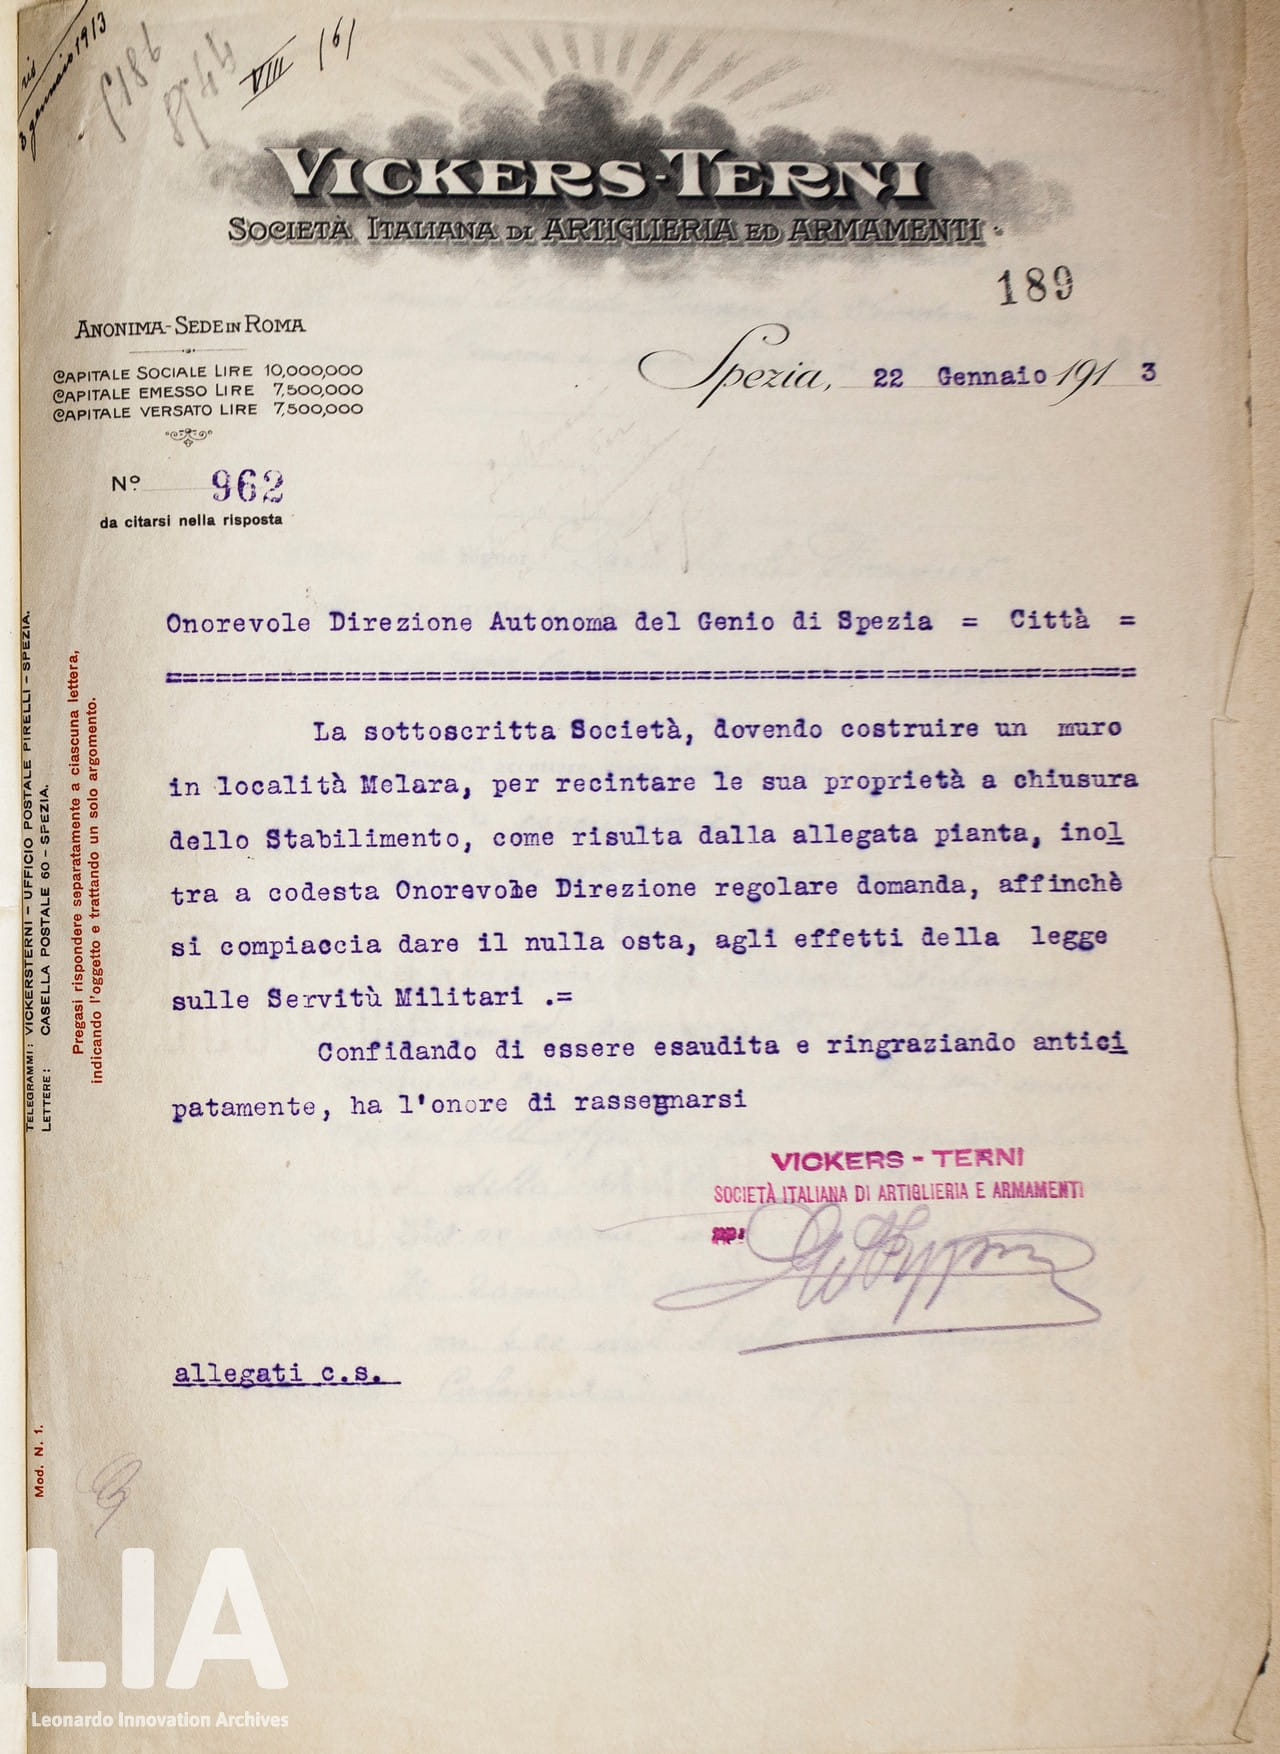 3 gennaio 1913
VIII (6)
VICKERS-TERNI
SOCIETÀ ITALIANA DI ARTIGLIERIA ED ARMAMENTI
189
ANONIMA-SEDE IN ROMA
CAPITALE SOCIALE LIRE 10,000,000
CAPITALE EMESSO LIRE 7,500,000
CAPITALE VERSATO LIRE 7,500,000
Spezia, 22 Gennaio 1913
Nº 962
da citarsi nella risposta
Onorevole Direzione Autonoma del Genio di Spezia = Città =
La sottoscritta Società, dovendo costruire un muro
in località Melara, per recintare le sua proprietà a chiusura
dello Stabilimento, come risulta dalla allegata pianta, inol
tra a codesta Onorevole Direzione regolare domanda, affinchè
si compiaccia dare il nulla osta, agli effetti della legge
sulle Servitù Militari .=
Confidando di essere esaudita e ringraziando antici
patamente, ha l'onore di rassegnarsi
VICKERS - TERNI
SOCIETÀ ITALIANA DI ARTIGLIERIA E ARMAMENTI
allegati c.s.
TELEGRAMMI: VICKERSTERNI - UFFICIO POSTALE PIRELLI - SPEZIA.
LETTERE: CASELLA POSTALE 60 - SPEZIA.
Pregasi rispondere separatamente a ciascuna lettera,
indicando l'oggetto e trattando un solo argomento.
Mod. N. 1.
LIA
Leonardo Innovation Archives